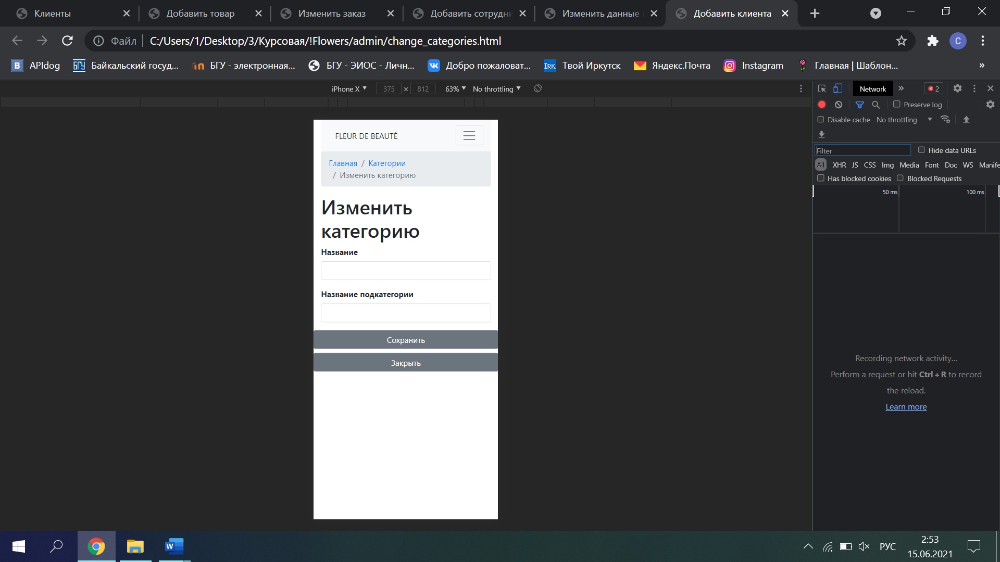 Клиенты
Добавить товар
Изменить заказ
Добавить сотрудни
Изменить данные
Добавить клиента
Файл
C:/Users/1/Desktop/3/Курсовая/!Flowers/admin/change_categories.html
C
B APIdog
БГУ Байкальский госуд...
БГУ - электронная...
БГУ - ЭИОС - Личн...
Добро пожаловат...
IRK. Твой Иркутск
Яндекс.Почта
Instagram
Главная | Шаблон...
»
iPhone X
375 × 812
63%
No throttling
Network
»
2
Preserve log
Disable cache
No throttling
Filter
Hide data URLs
All XHR JS CSS Img Media Font Doc WS Manife
Has blocked cookies
Blocked Requests
50 ms
100 ms
Recording network activity...
Perform a request or hit Ctrl + R to record
the reload.
Learn more
FLEUR DE BEAUTÉ
Главная / Категории
/ Изменить категорию
Изменить
категорию
Название
Название подкатегории
Сохранить
Закрыть
W
РУС
2:53
15.06.2021